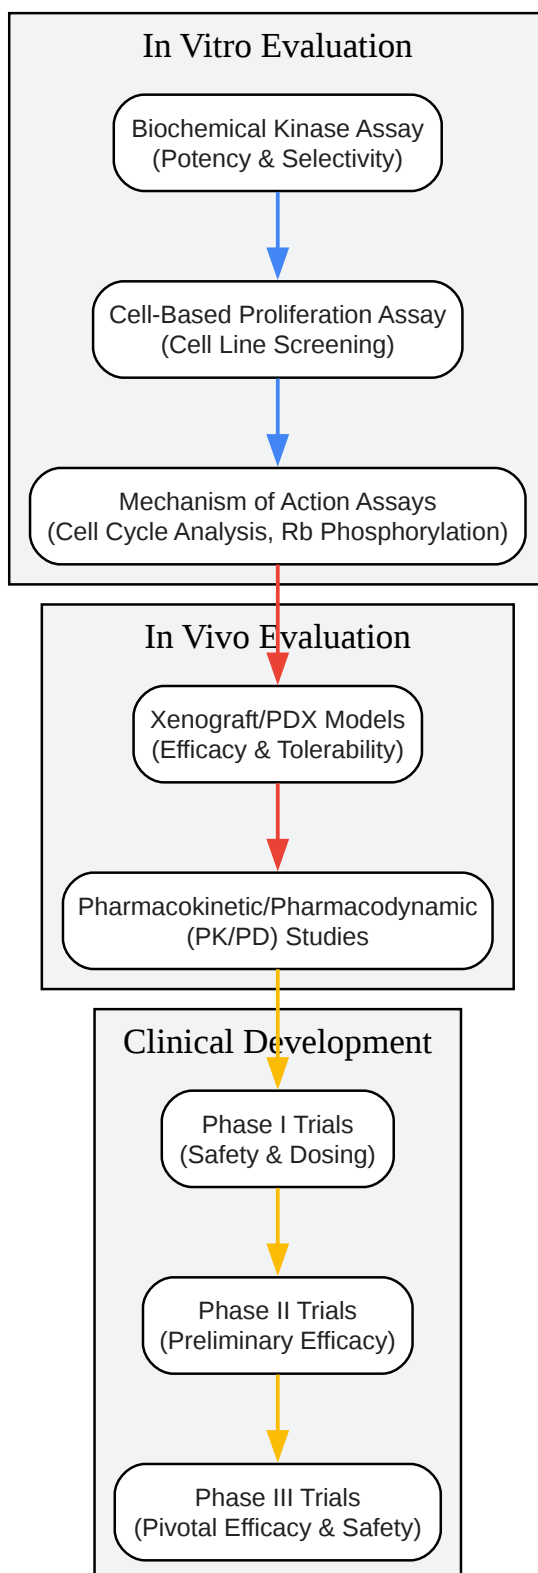 In Vitro Evaluation
Biochemical Kinase Assay
(Potency & Selectivity)
Cell-Based Proliferation Assay
(Cell Line Screening)
Mechanism of Action Assays
(Cell Cycle Analysis, Rb Phosphorylation)
In Vivo Evaluation
Xenograft/PDX Models
(Efficacy & Tolerability)
Pharmacokinetic/Pharmacodynamic
(PK/PD) Studies
Clinical Development
Phase I Trials
(Safety & Dosing)
Phase II Trials
(Preliminary Efficacy)
Phase III Trials
(Pivotal Efficacy & Safety)